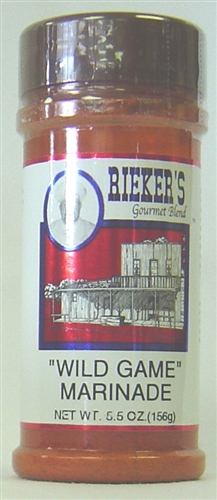 RIEKER'S
Gourmet Blend
"WILD GAME"
MARINADE
NET WT. 5.5 OZ.(156g)